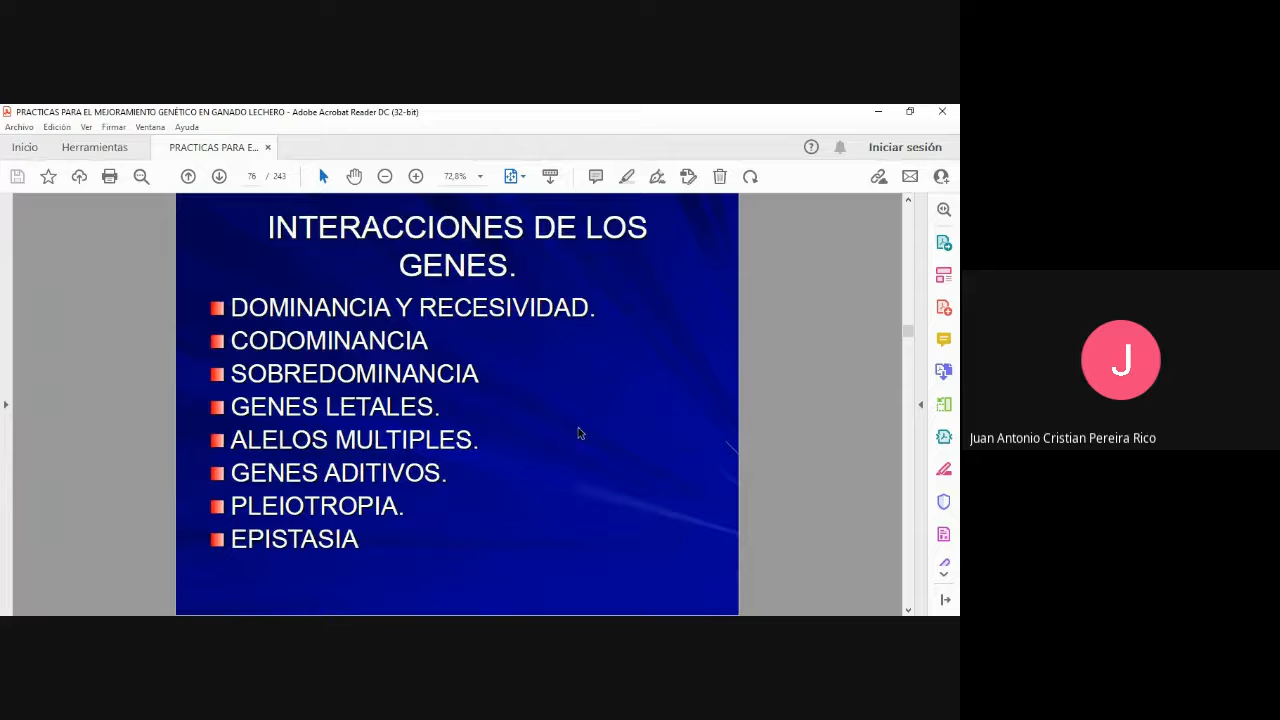 PRACTICAS PARA EL MEJORAMIENTO GENÉTICO EN GANADO LECHERO - Adobe Acrobat Reader DC (32-bit)
Archivo Edición Ver Firmar Ventana Ayuda
Inicio Herramientas PRACTICAS PARA E... × Iniciar sesión
76 / 243 72,8%
INTERACCIONES DE LOS
GENES.
DOMINANCIA Y RECESIVIDAD.
CODOMINANCIA
SOBREDOMINANCIA
GENES LETALES.
ALELOS MULTIPLES.
GENES ADITIVOS.
PLEIOTROPIA.
EPISTASIA
J
Juan Antonio Cristian Pereira Rico